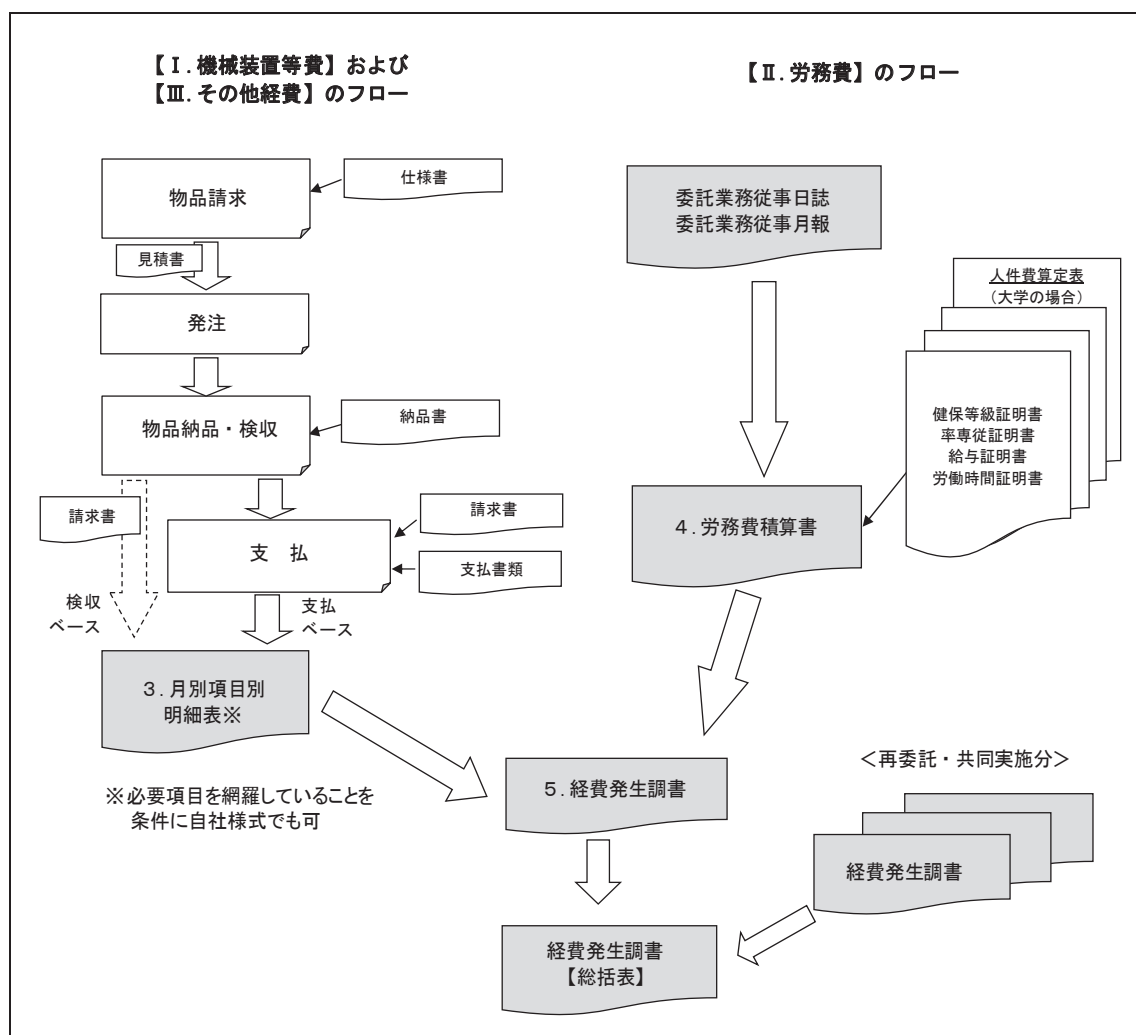 【Ⅰ.機械装置等費】および
【Ⅲ.その他経費】のフロー
物品請求
仕様書
見積書
発注
物品納品・検収
納品書
請求書
支 払
請求書
支払書類
検収
ベース
支払
ベース
3.月別項目別
明細表※
※必要項目を網羅していることを
条件に自社様式でも可
【Ⅱ.労務費】のフロー
委託業務従事日誌
委託業務従事月報
人件費算定表
(大学の場合)
健保等級証明書
率専従証明書
給与証明書
労働時間証明書
4.労務費積算書
5.経費発生調書
<再委託・共同実施分>
経費発生調書
経費発生調書
【総括表】